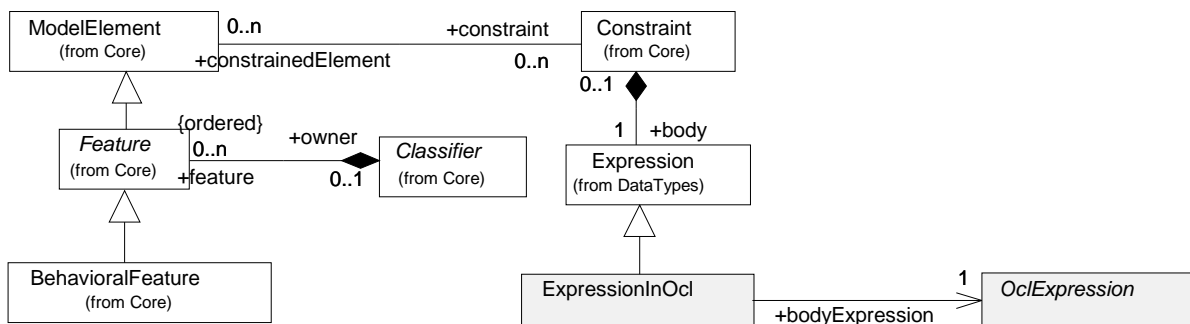 ModelElement
(from Core)
0..n
+constrainedElement
+constraint
0..n
Constraint
(from Core)
0..1
1
+body
{ordered}
Feature
(from Core)
0..n
+feature
+owner
0..1
Classifier
(from Core)
Expression
(from DataTypes)
BehavioralFeature
(from Core)
ExpressionInOcl
1
+bodyExpression
OclExpression